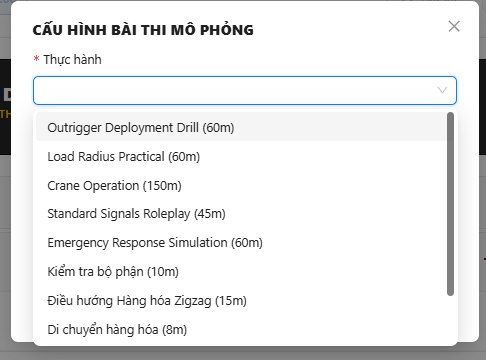 CẤU HÌNH BÀI THI MÔ PHỎNG
* Thực hành
Outrigger Deployment Drill (60m)
Load Radius Practical (60m)
Crane Operation (150m)
Standard Signals Roleplay (45m)
Emergency Response Simulation (60m)
Kiểm tra bộ phận (10m)
Điều hướng Hàng hóa Zigzag (15m)
Di chuyển hàng hóa (8m)